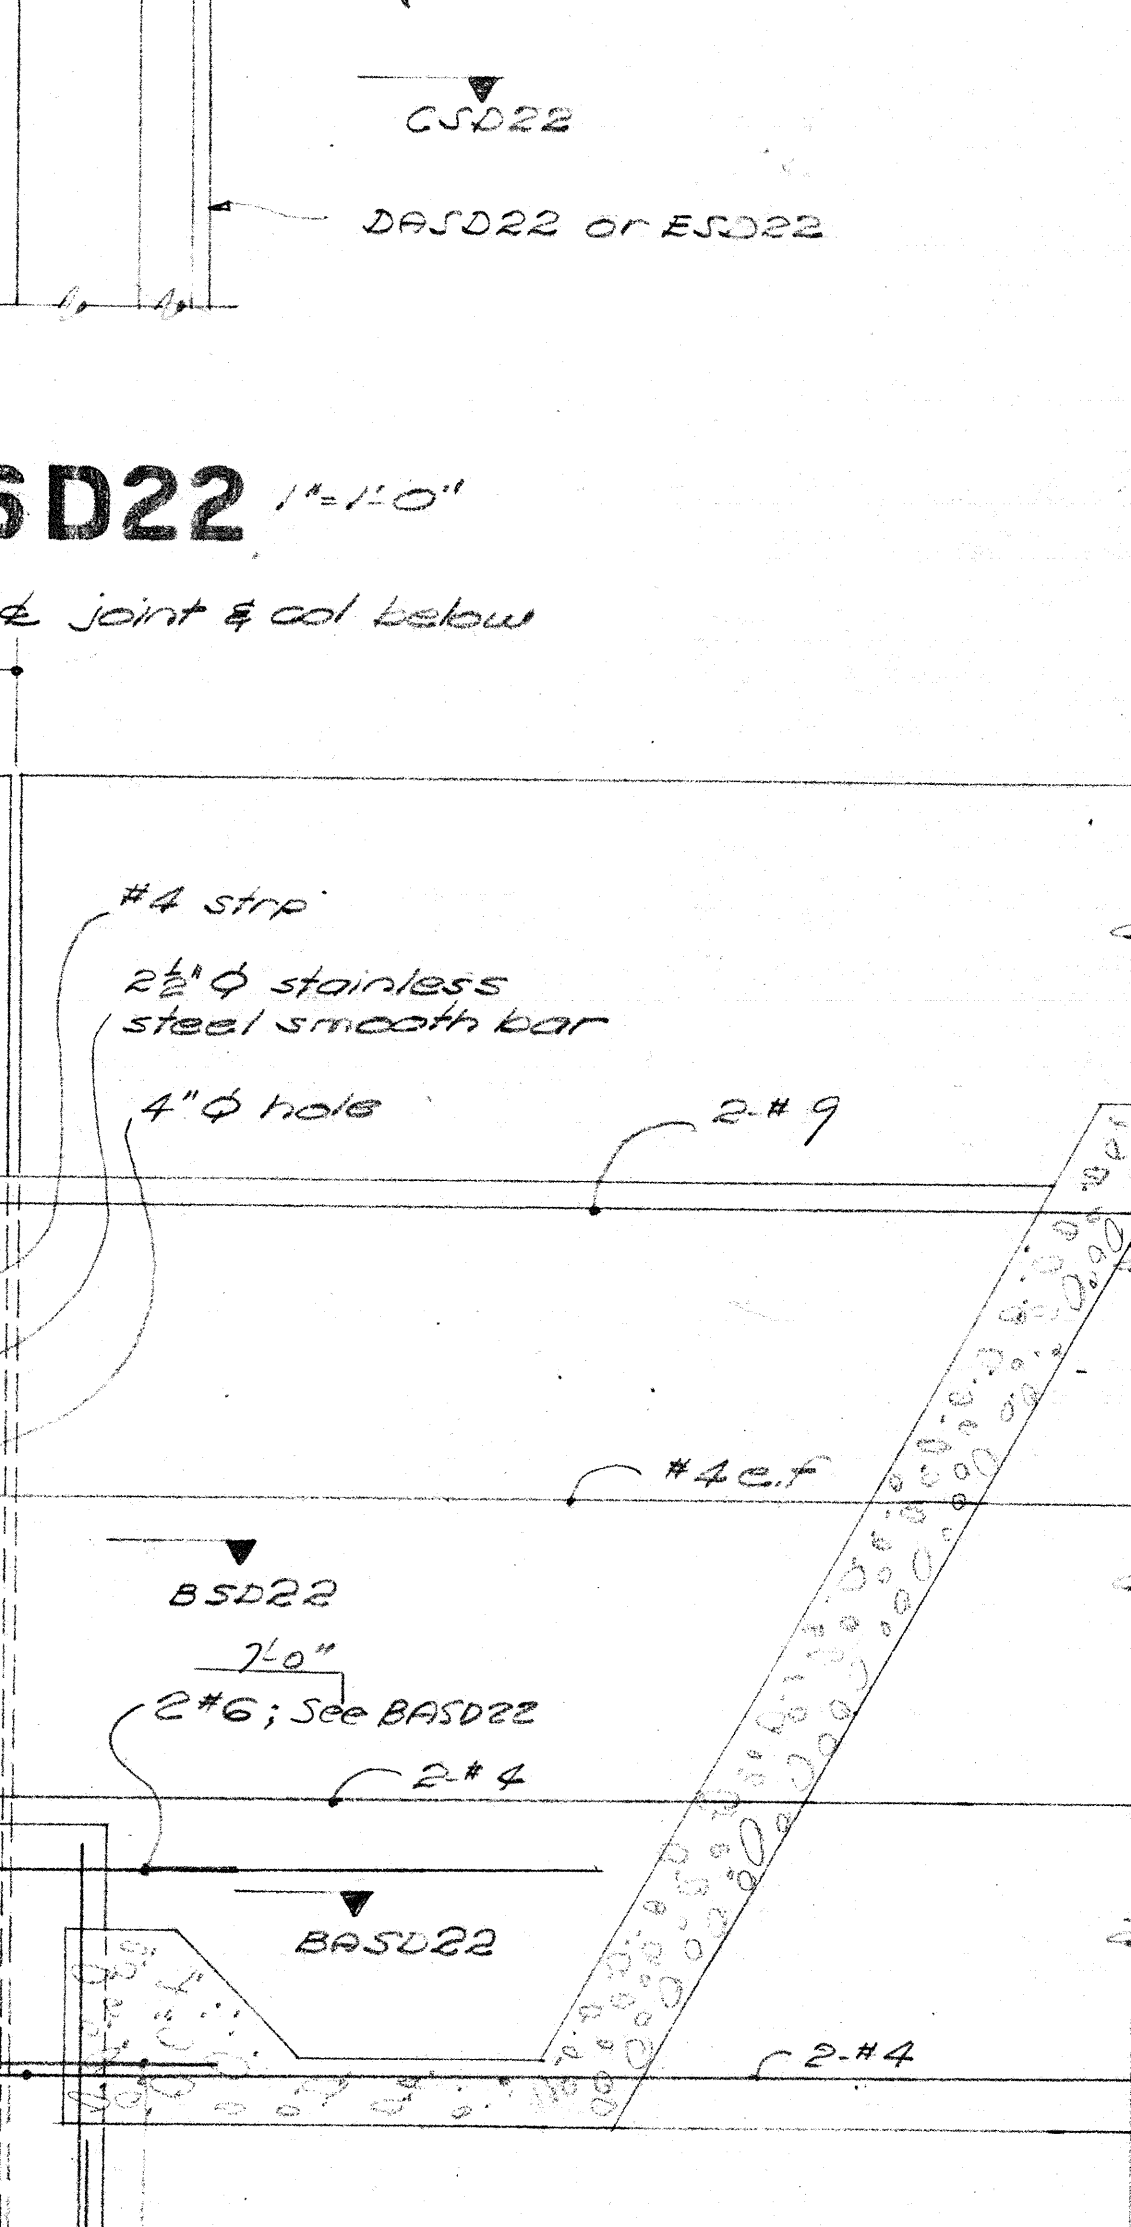 CSD22
DASD22 or ESD22
SD22 1"=1'-0"
℄ joint & col below
#4 strp
2½"ϕ stainless
steel smooth bar
4"ϕ hole
2-#9
#4 e.f
BSD22
7'-0"
2#6; See BASD22
2-#4
BASD22
2-#4